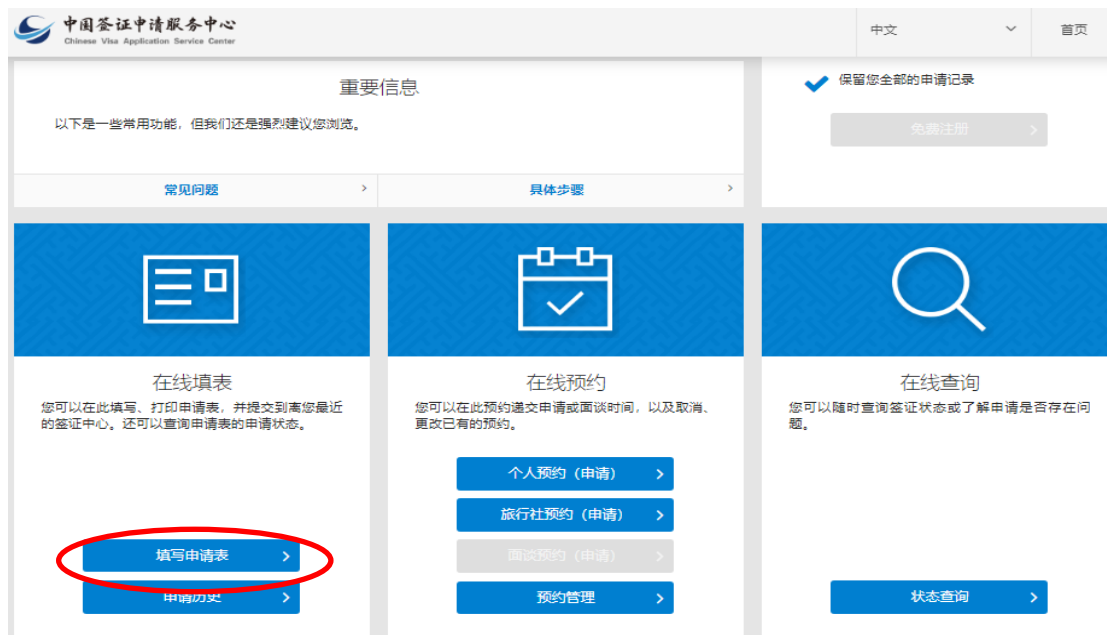 中国签证申请服务中心
Chinese Visa Application Service Center
中文
首页
重要信息
以下是一些常用功能，但我们还是强烈建议您浏览。
常见问题
具体步骤
保留您全部的申请记录
免费注册
在线填表
您可以在此填写、打印申请表，并提交到离您最近
的签证中心。还可以查询申请表的申请状态。
填写申请表
申请历史
在线预约
您可以在此预约递交申请或面谈时间，以及取消、
更改已有的预约。
个人预约（申请）
旅行社预约（申请）
面谈预约（申请）
预约管理
在线查询
您可以随时查询签证状态或了解申请是否存在问
题。
状态查询